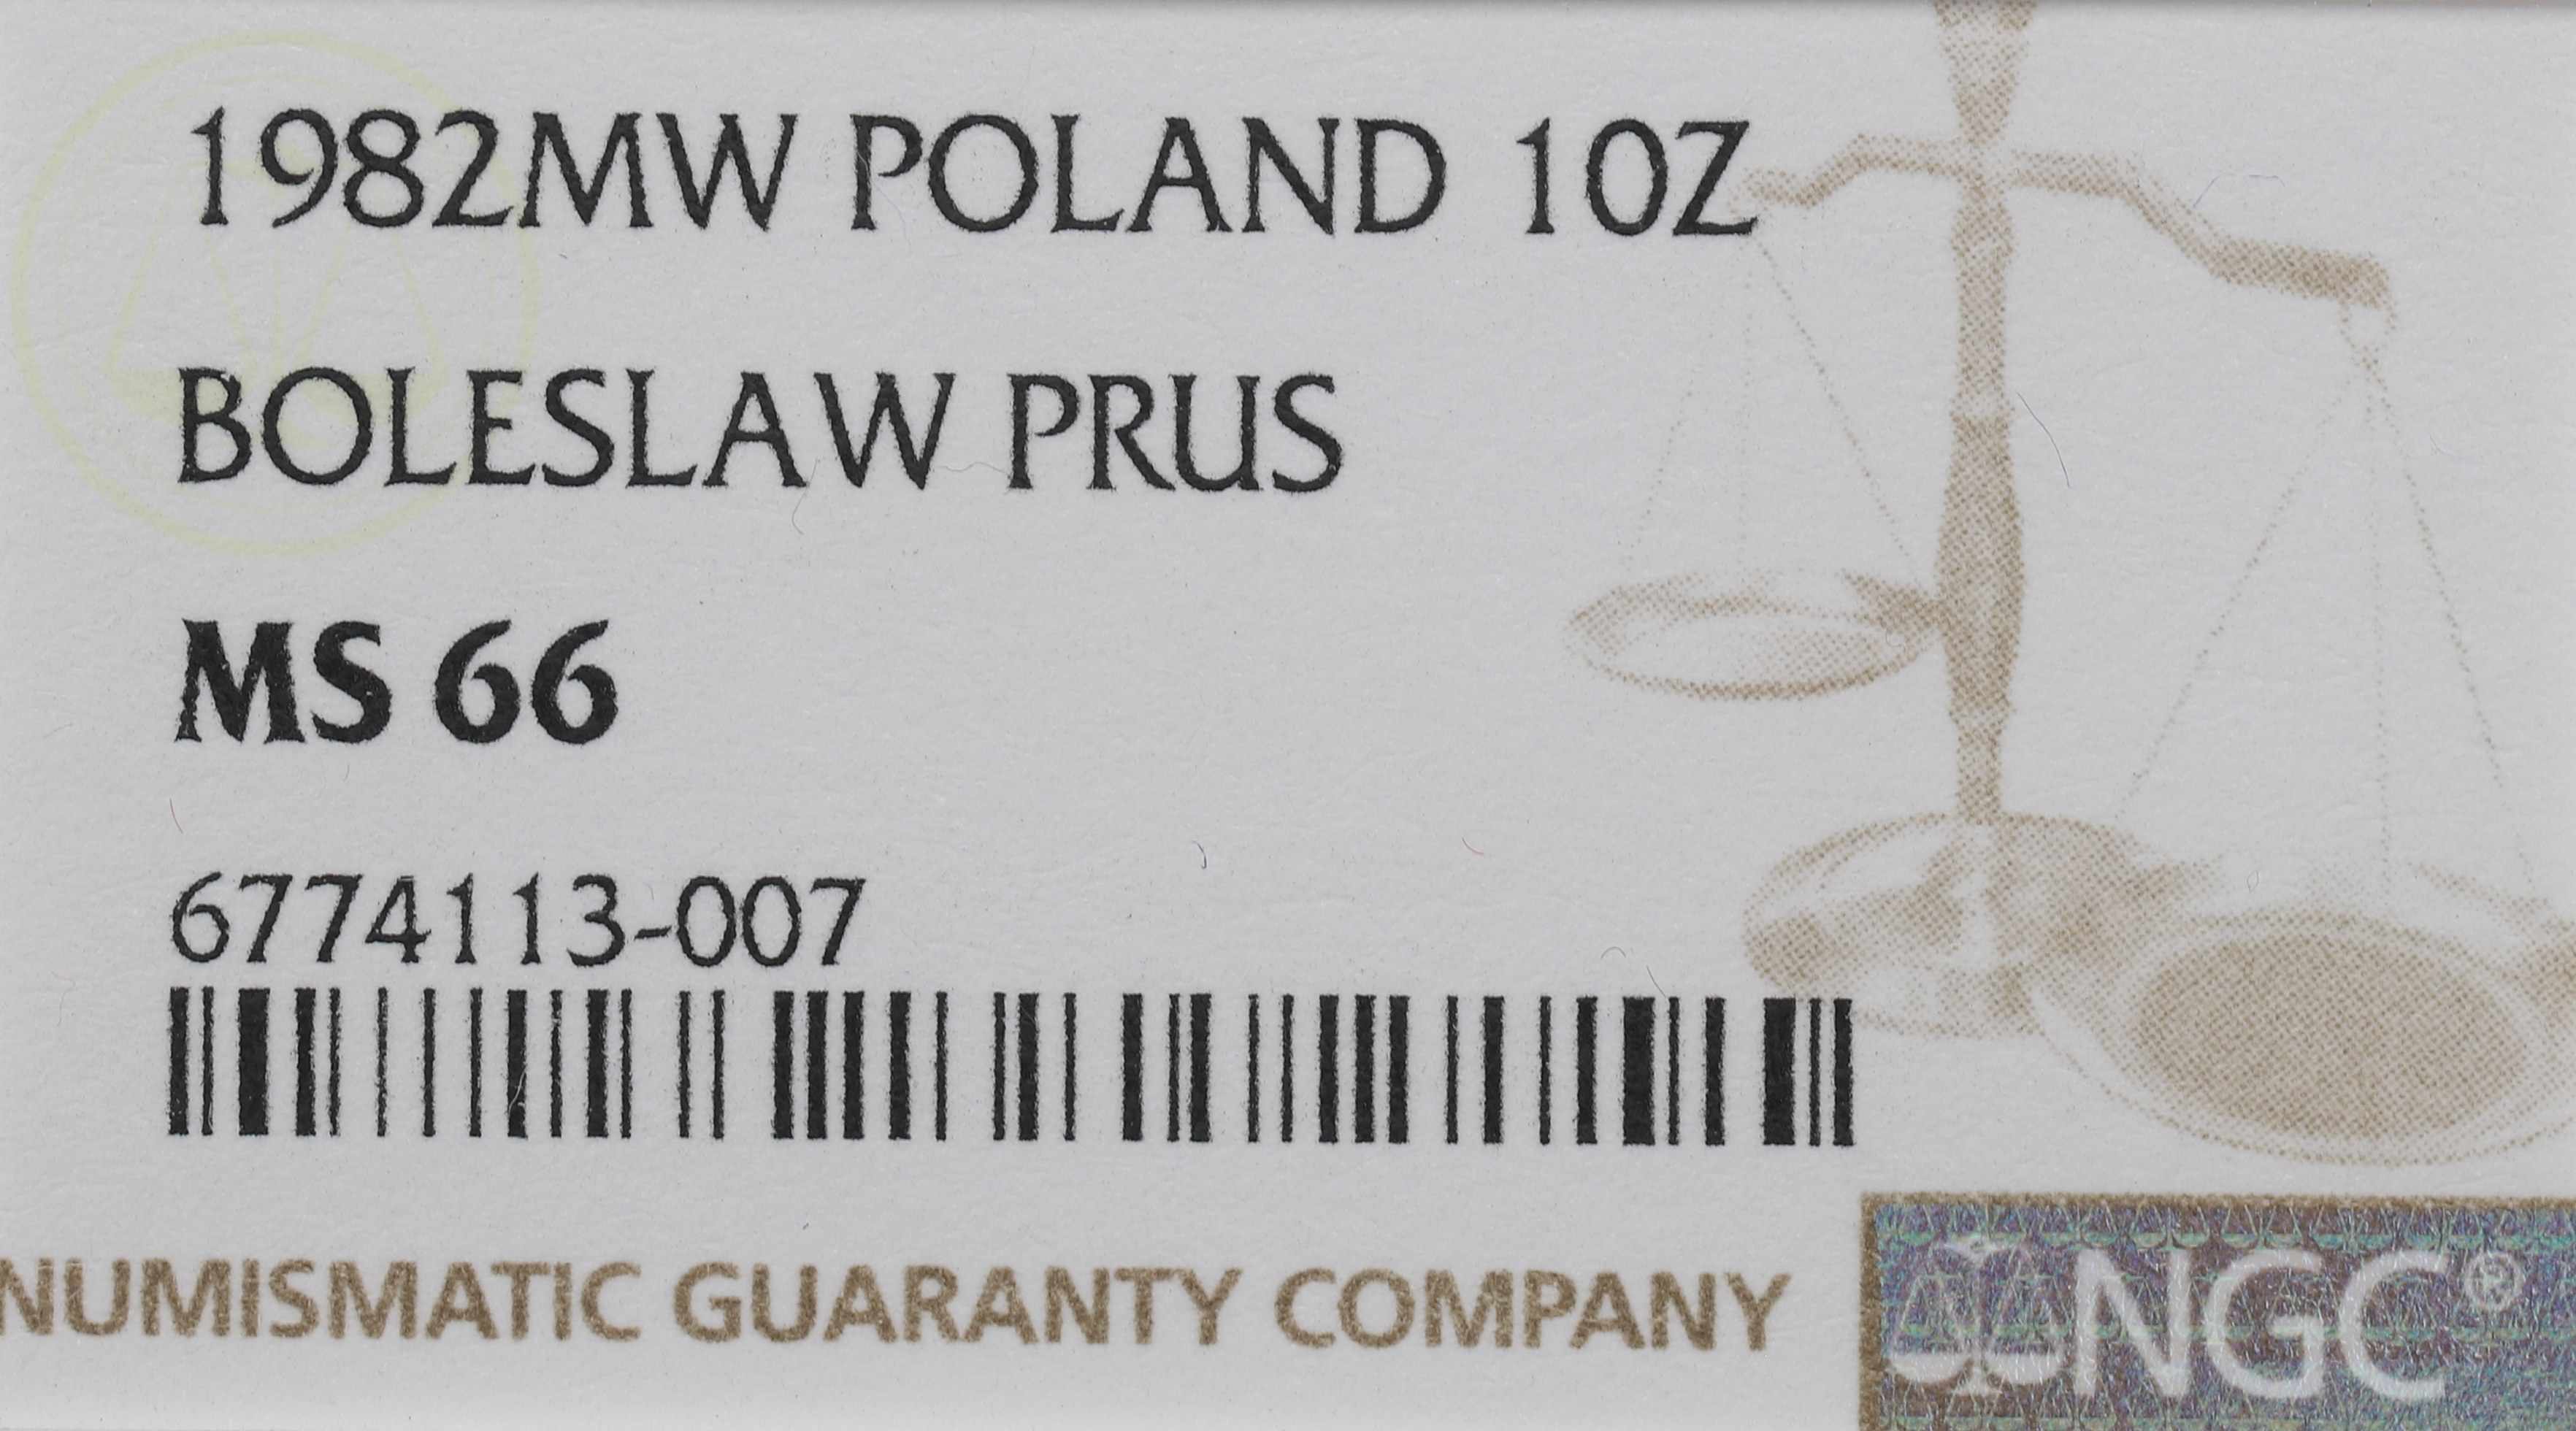 1982MW POLAND 10Z
BOLESLAW PRUS
MS 66
6774113-007
NUMISMATIC GUARANTY COMPANY
NGC®